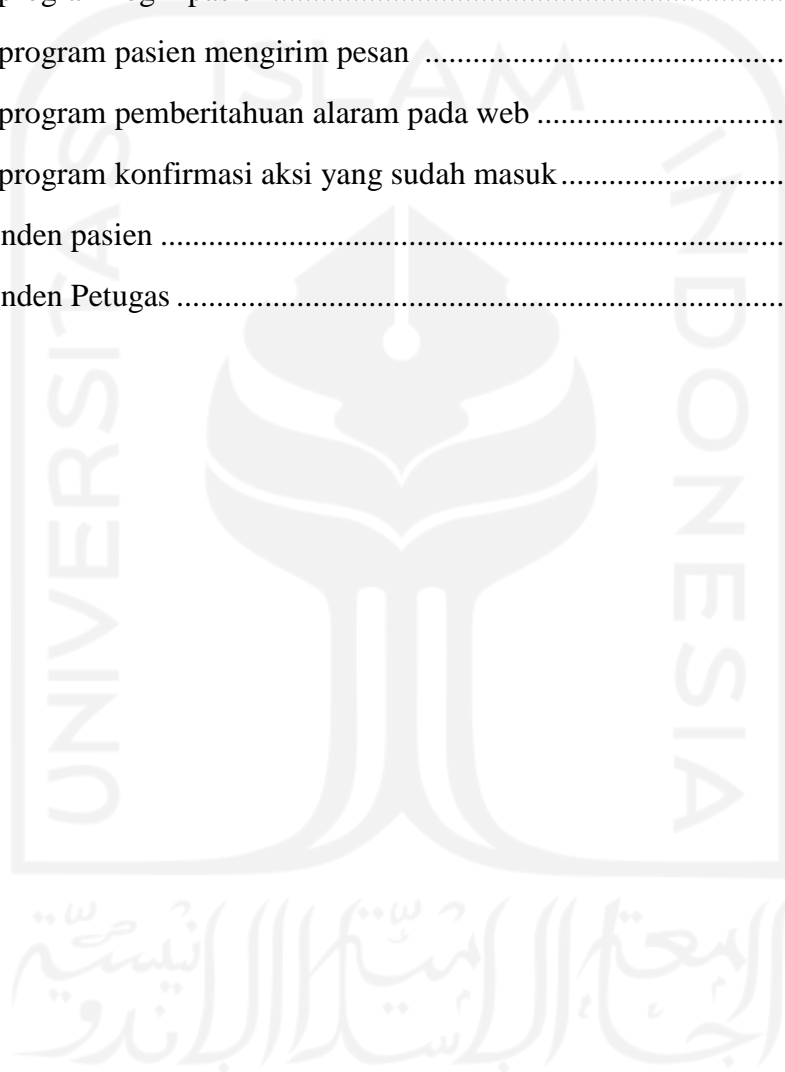 program pasien mengirim pesan ..............................................
program pemberitahuan alaram pada web ...............................
program konfirmasi aksi yang sudah masuk............................
nden pasien ...............................................................................
nden Petugas .............................................................................
ISLAM
UNIVERSITAS
INDONESIA